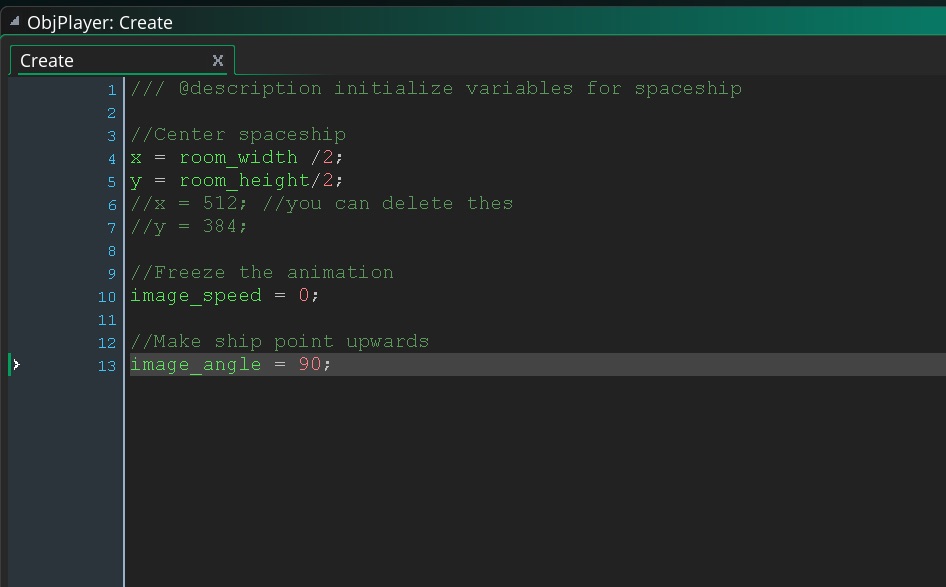 ObjPlayer: Create
Create X
1 /// @description initialize variables for spaceship
2
3 //Center spaceship
4 x = room_width /2;
5 y = room_height/2;
6 //x = 512; //you can delete thes
7 //y = 384;
8
9 //Freeze the animation
10 image_speed = 0;
11
12 //Make ship point upwards
13 image_angle = 90;